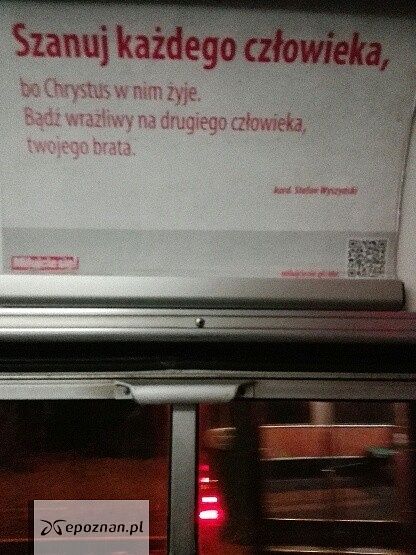 Szanuj każdego człowieka,
bo Chrystus w nim żyje.
Bądź wrażliwy na drugiego człowieka,
twojego brata.
kard. Stefan Wyszyński
epoznan.pl